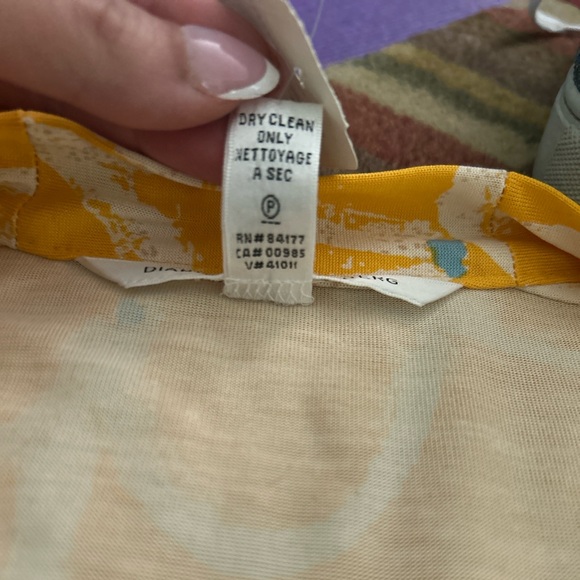 DRY CLEAN
ONLY
NETTOYAGE
A SEC
P
RN# 84177
CA# 00985
V# 41011